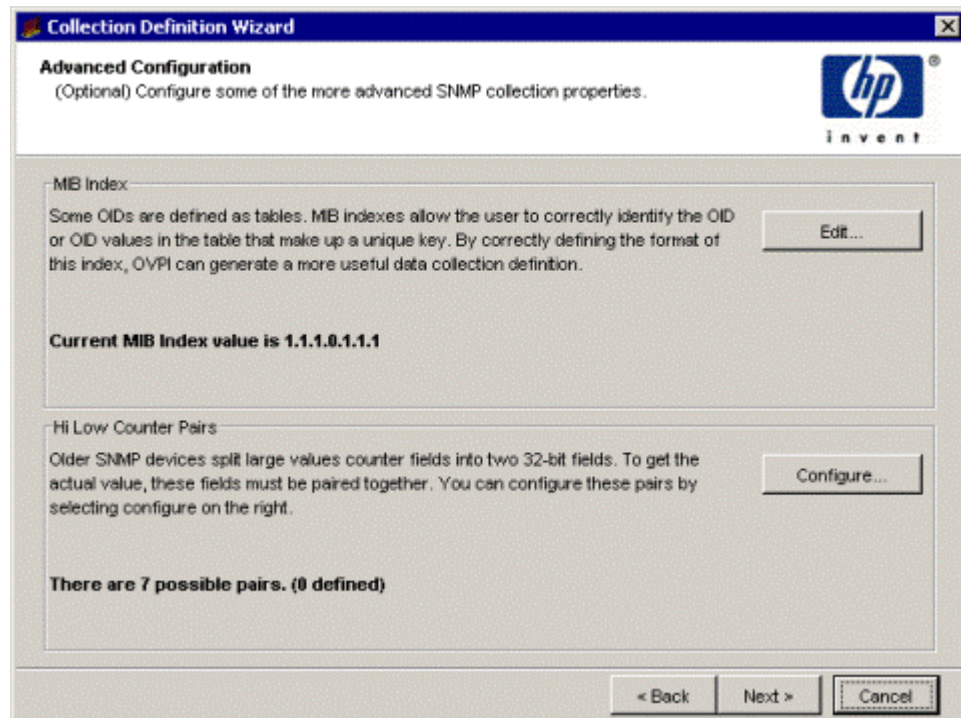 Collection Definition Wizard
Advanced Configuration
(Optional) Configure some of the more advanced SNMP collection properties.
hp
®
invent
MIB Index
Some OIDs are defined as tables. MIB indexes allow the user to correctly identify the OID
or OID values in the table that make up a unique key. By correctly defining the format of
this index, OVPI can generate a more useful data collection definition.
Edit...
Current MIB Index value is 1.1.1.0.1.1.1
Hi Low Counter Pairs
Older SNMP devices split large values counter fields into two 32-bit fields. To get the
actual value, these fields must be paired together. You can configure these pairs by
selecting configure on the right.
Configure...
There are 7 possible pairs. (0 defined)
< Back
Next >
Cancel